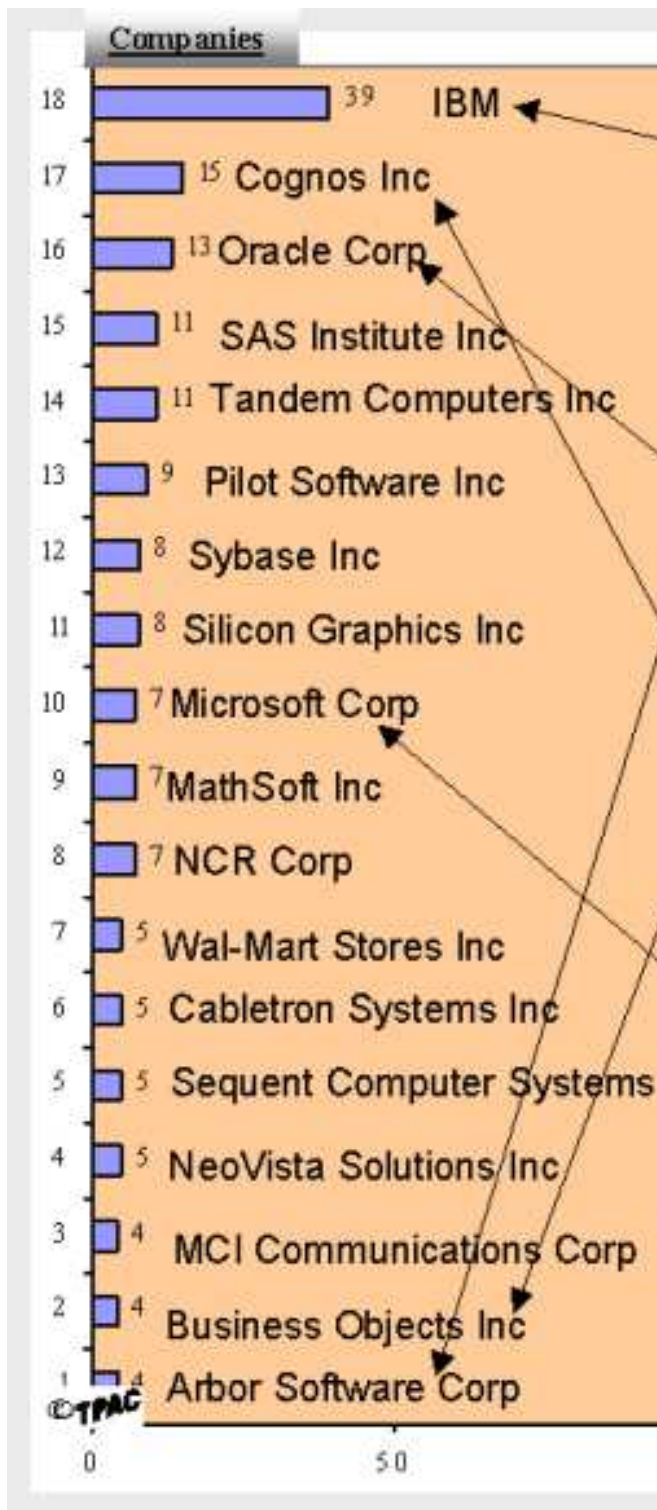 Companies
18 39 IBM
17 15 Cognos Inc
16 13 Oracle Corp
15 11 SAS Institute Inc
14 11 Tandem Computers Inc
13 9 Pilot Software Inc
12 8 Sybase Inc
11 8 Silicon Graphics Inc
10 7 Microsoft Corp
9 7 MathSoft Inc
8 7 NCR Corp
7 5 Wal-Mart Stores Inc
6 5 Cabletron Systems Inc
5 5 Sequent Computer Systems
4 5 NeoVista Solutions Inc
3 4 MCI Communications Corp
2 4 Business Objects Inc
1 4 Arbor Software Corp
©TPAC
0 50